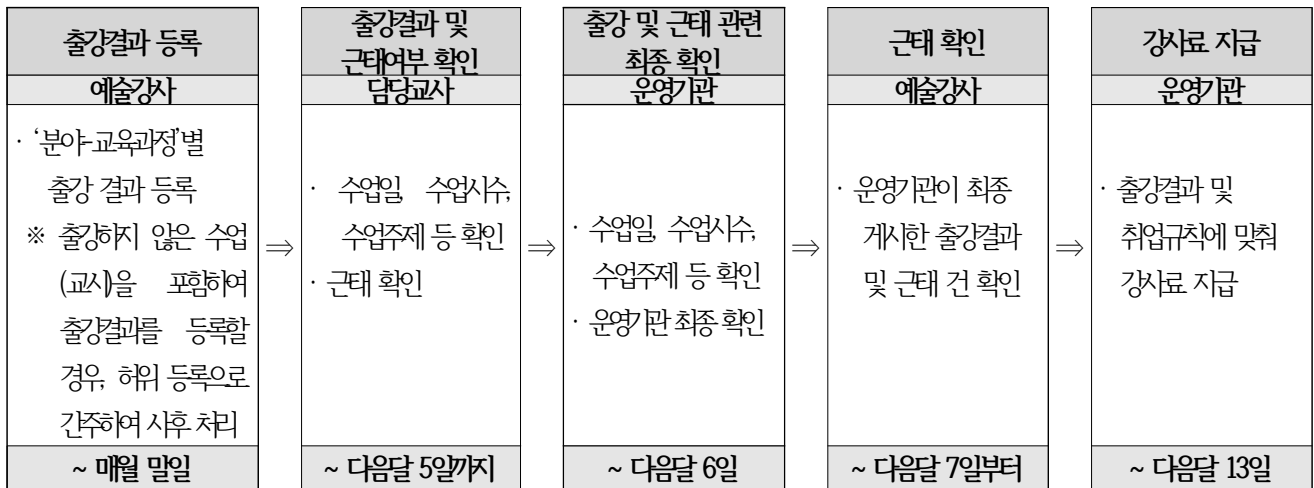 출강결과 등록
예술강사
· ‘분야-교육과정’별
출강 결과 등록
※ 출강하지 않은 수업
(교시)을 포함하여
출강결과를 등록할
경우, 허위 등록으로
간주하여 사후 처리
~ 매월 말일
⇒
출강결과 및
근태여부 확인
담당교사
· 수업일, 수업시수,
수업주제 등 확인
· 근태 확인
~ 다음달 5일까지
⇒
출강 및 근태 관련
최종 확인
운영기관
· 수업일, 수업시수,
수업주제 등 확인
· 운영기관 최종 확인
~ 다음달 6일
⇒
근태 확인
예술강사
· 운영기관이 최종
게시한 출강결과
및 근태 건 확인
~ 다음달 7일부터
⇒
강사료 지급
운영기관
· 출강결과 및
취업규칙에 맞춰
강사료 지급
~ 다음달 13일